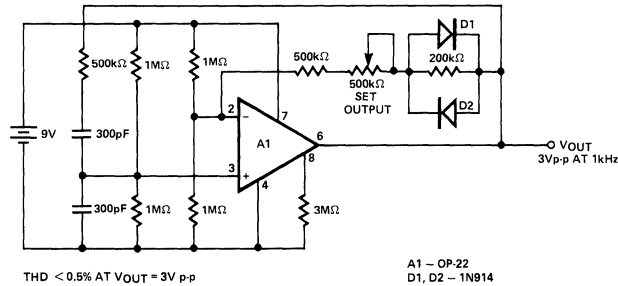 D1
500kΩ
1MΩ
1MΩ
500kΩ
500kΩ
SET
OUTPUT
200kΩ
D2
9V
300pF
2
−
7
A1
6
8
3
+
4
VOUT
3Vp-p AT 1kHz
300pF
1MΩ
1MΩ
3MΩ
THD < 0.5% AT VOUT = 3V p-p
A1 – OP-22
D1, D2 – 1N914